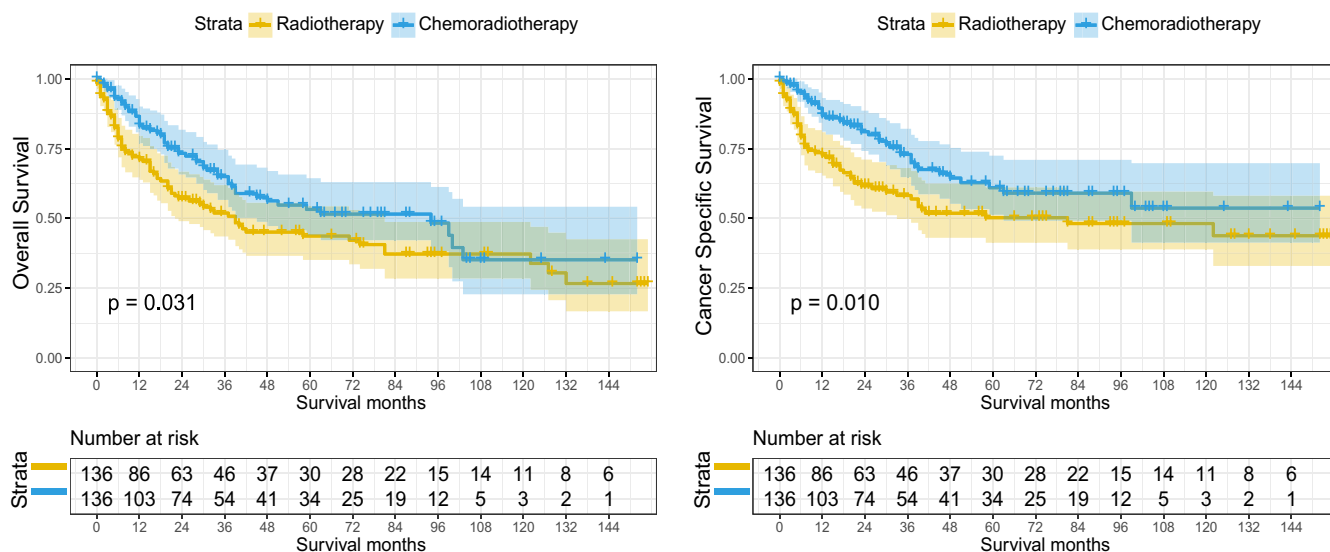 Strata Radiotherapy Chemoradiotherapy
1.00
0.75
0.50
0.25
0.00
Overall Survival
p = 0.031
0 12 24 36 48 60 72 84 96 108 120 132 144
Survival months
Number at risk
Strata
136 86 63 46 37 30 28 22 15 14 11 8 6
136 103 74 54 41 34 25 19 12 5 3 2 1
0 12 24 36 48 60 72 84 96 108 120 132 144
Survival months
Strata Radiotherapy Chemoradiotherapy
1.00
0.75
0.50
0.25
0.00
Cancer Specific Survival
p = 0.010
0 12 24 36 48 60 72 84 96 108 120 132 144
Survival months
Number at risk
Strata
136 86 63 46 37 30 28 22 15 14 11 8 6
136 103 74 54 41 34 25 19 12 5 3 2 1
0 12 24 36 48 60 72 84 96 108 120 132 144
Survival months